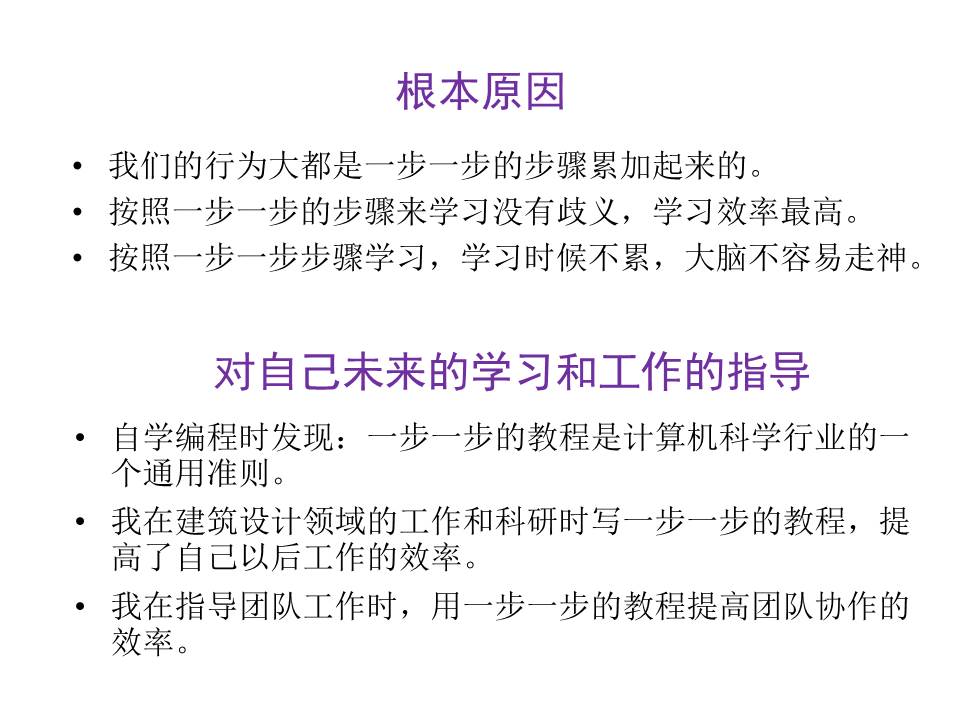 根本原因
• 我们的行为大都是一步一步的步骤累加起来的。
• 按照一步一步的步骤来学习没有歧义，学习效率最高。
• 按照一步一步步骤学习，学习时候不累，大脑不容易走神。
对自己未来的学习和工作的指导
• 自学编程时发现：一步一步的教程是计算机科学行业的一
个通用准则。
• 我在建筑设计领域的工作和科研时写一步一步的教程，提
高了自己以后工作的效率。
• 我在指导团队工作时，用一步一步的教程提高团队协作的
效率。